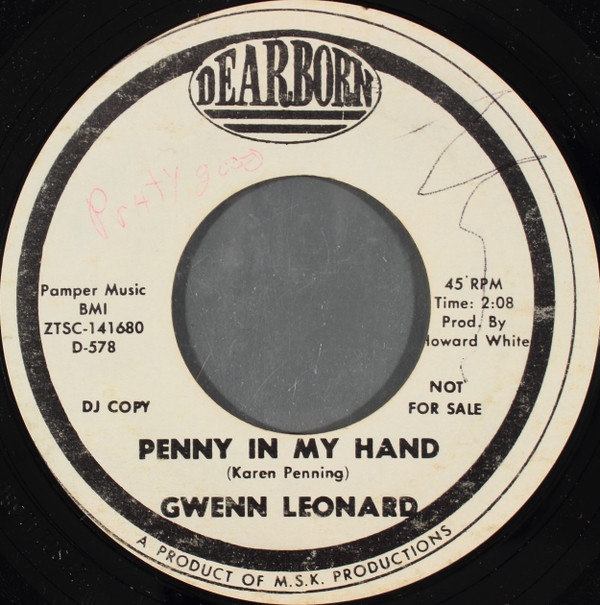 DEARBORN
Pruty good
Pamper Music
BMI
ZTSC-141680
D-578
45 RPM
Time: 2:08
Prod. By
Howard White
DJ COPY
NOT
FOR SALE
PENNY IN MY HAND
(Karen Penning)
GWENN LEONARD
A PRODUCT OF M.S.K. PRODUCTIONS